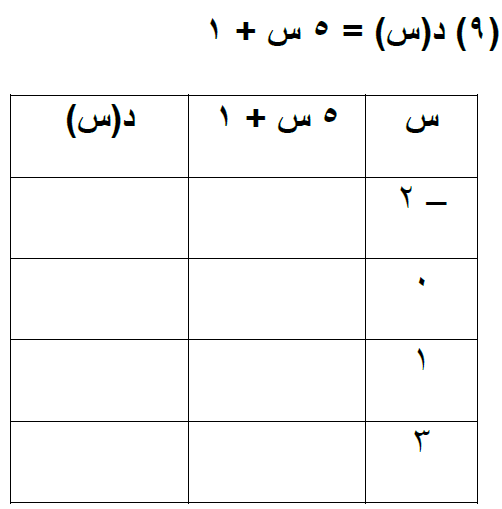 (٩) د(س) = ٥ س + ١
س ٥ س + ١ د(س)
– ٢
٠
١
٣